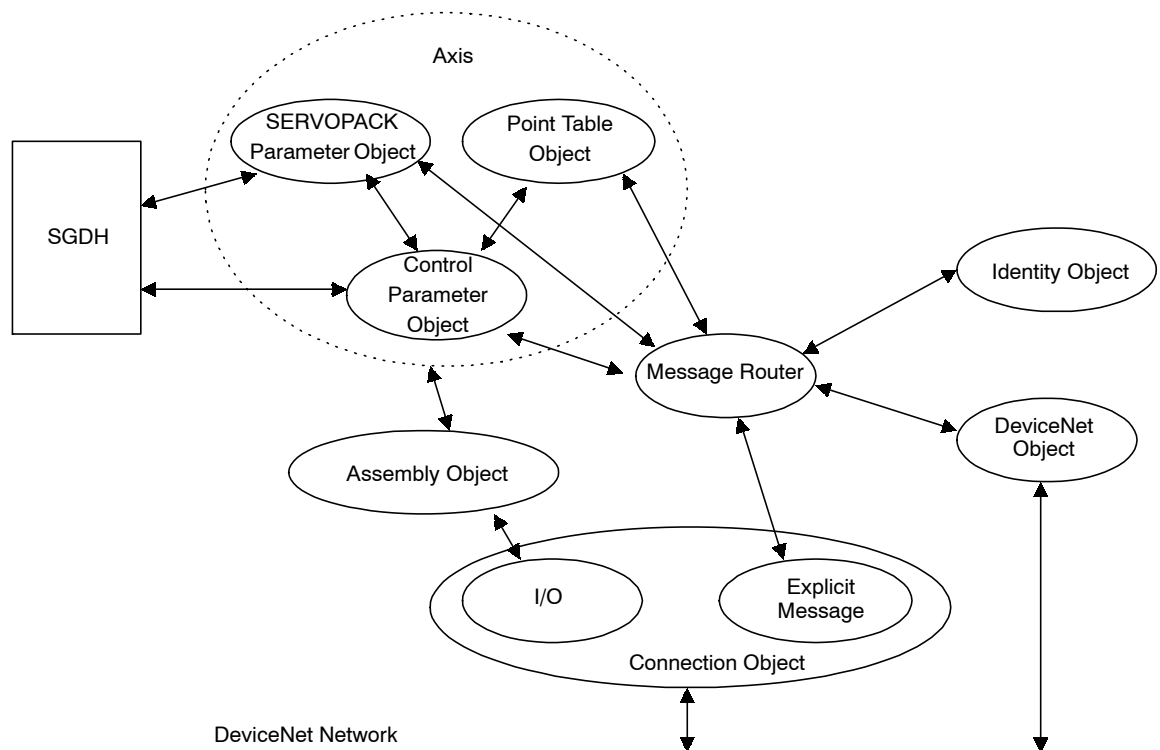 Axis
SERVOPACK
Parameter Object
Point Table
Object
SGDH
Control
Parameter
Object
Identity Object
Message Router
DeviceNet
Object
Assembly Object
I/O
Explicit
Message
Connection Object
DeviceNet Network